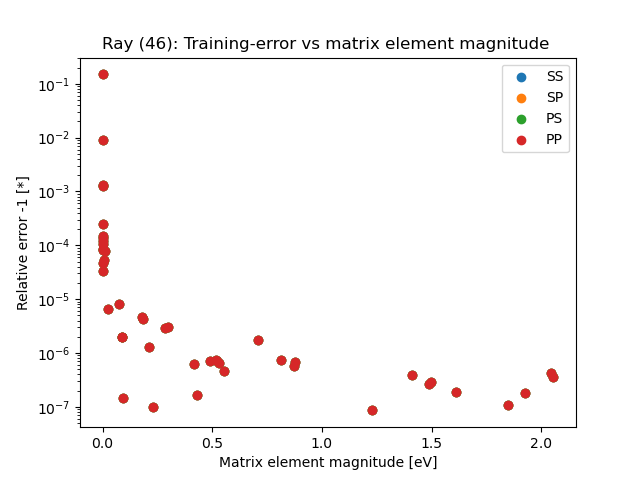 Ray (46): Training-error vs matrix element magnitude
SS
SP
PS
PP
Relative error -1 [*]
10⁻¹
10⁻²
10⁻³
10⁻⁴
10⁻⁵
10⁻⁶
10⁻⁷
0.0 0.5 1.0 1.5 2.0
Matrix element magnitude [eV]